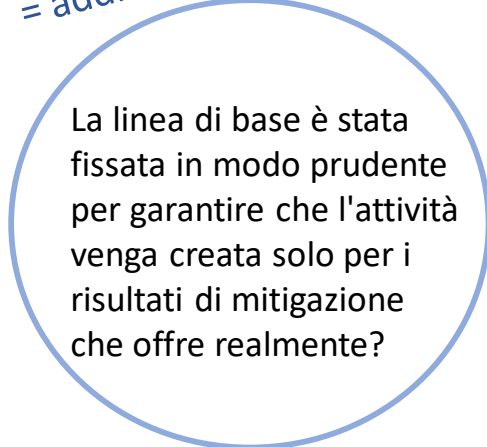 La linea di base è stata
fissata in modo prudente
per garantire che l'attività
venga creata solo per i
risultati di mitigazione
che offre realmente?